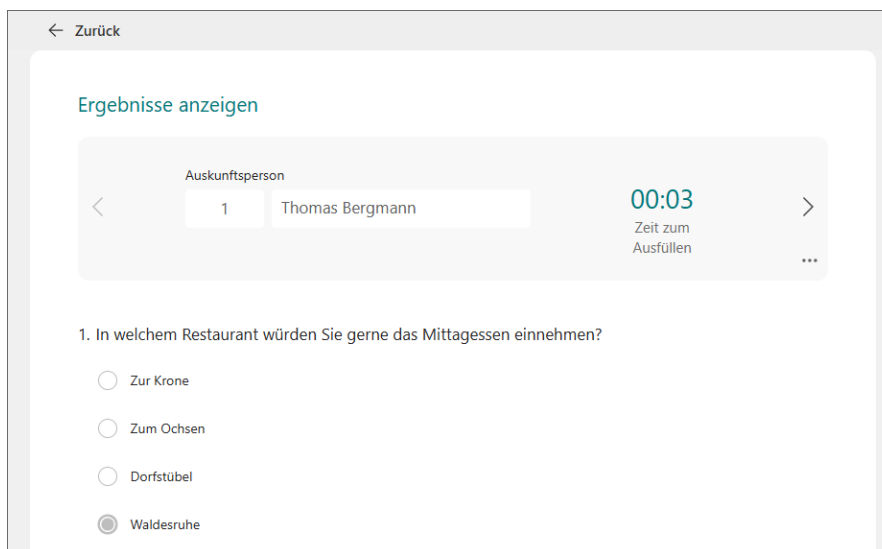 Zurück
Ergebnisse anzeigen
Auskunftsperson
1
Thomas Bergmann
00:03
Zeit zum
Ausfüllen
1. In welchem Restaurant würden Sie gerne das Mittagessen einnehmen?
Zur Krone
Zum Ochsen
Dorfstübel
Waldesruhe